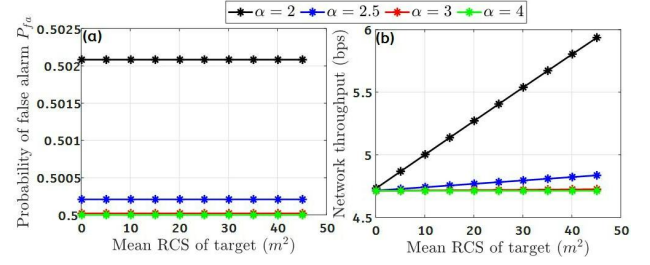 α = 2 α = 2.5 α = 3 α = 4
(a)
Probability of false alarm P_fa
0.5025
0.502
0.5015
0.501
0.5005
0.5
0 10 20 30 40 50
Mean RCS of target (m²)
(b)
Network throughput (bps)
6
5.5
5
4.5
0 10 20 30 40 50
Mean RCS of target (m²)